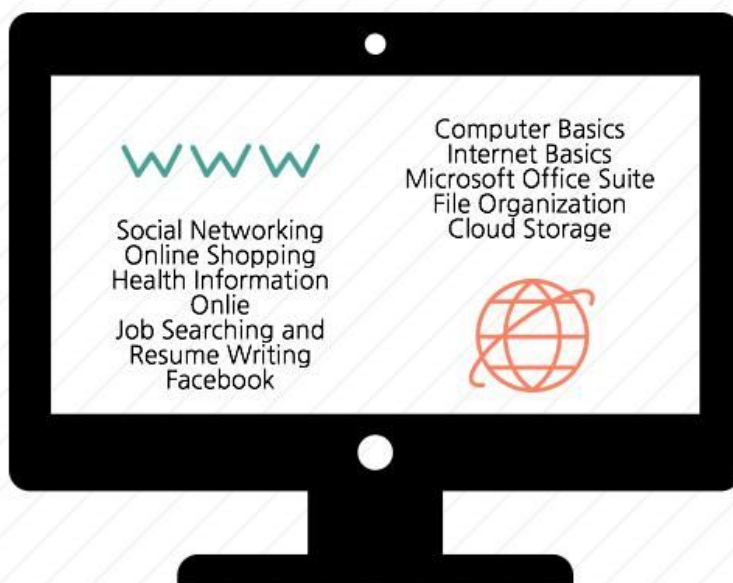 WWW
Social Networking
Online Shopping
Health Information
Onlie
Job Searching and
Resume Writing
Facebook
Computer Basics
Internet Basics
Microsoft Office Suite
File Organization
Cloud Storage